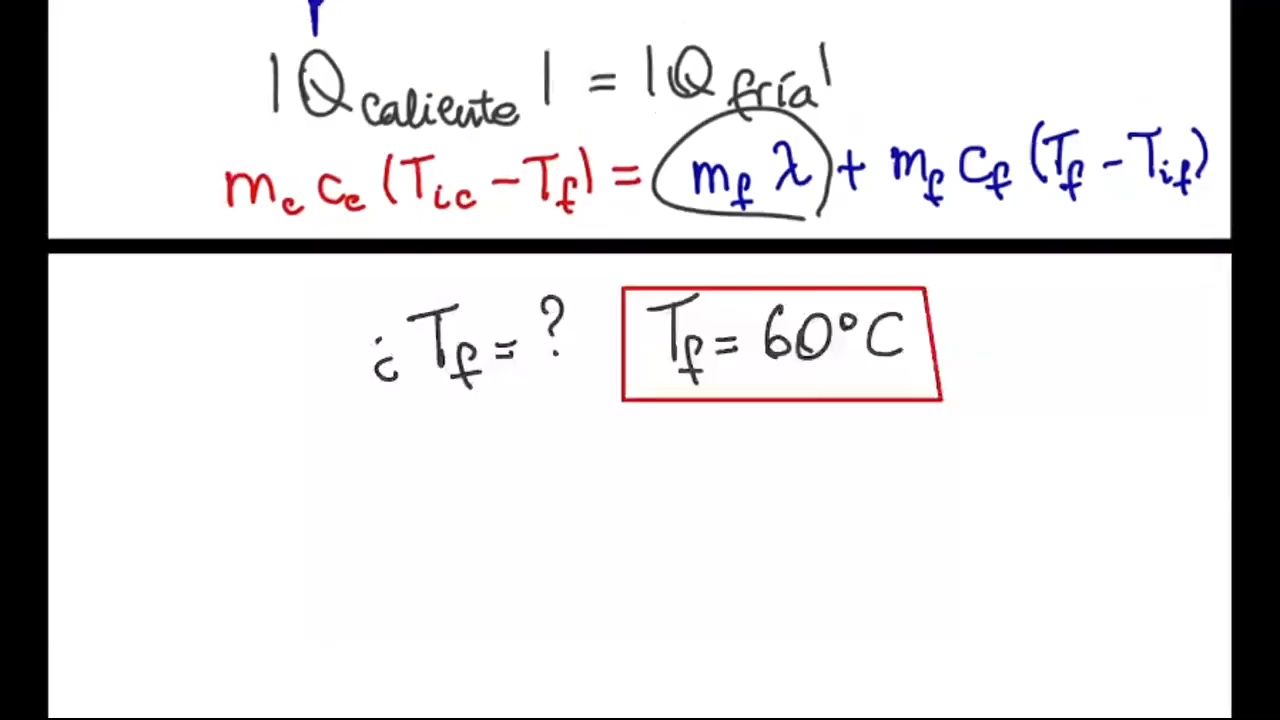 |Q caliente | = |Q fría|
m_c c_c (T_ic - T_f) = m_f λ + m_f c_f (T_f - T_if)
¿ T_f = ? T_f = 60°C